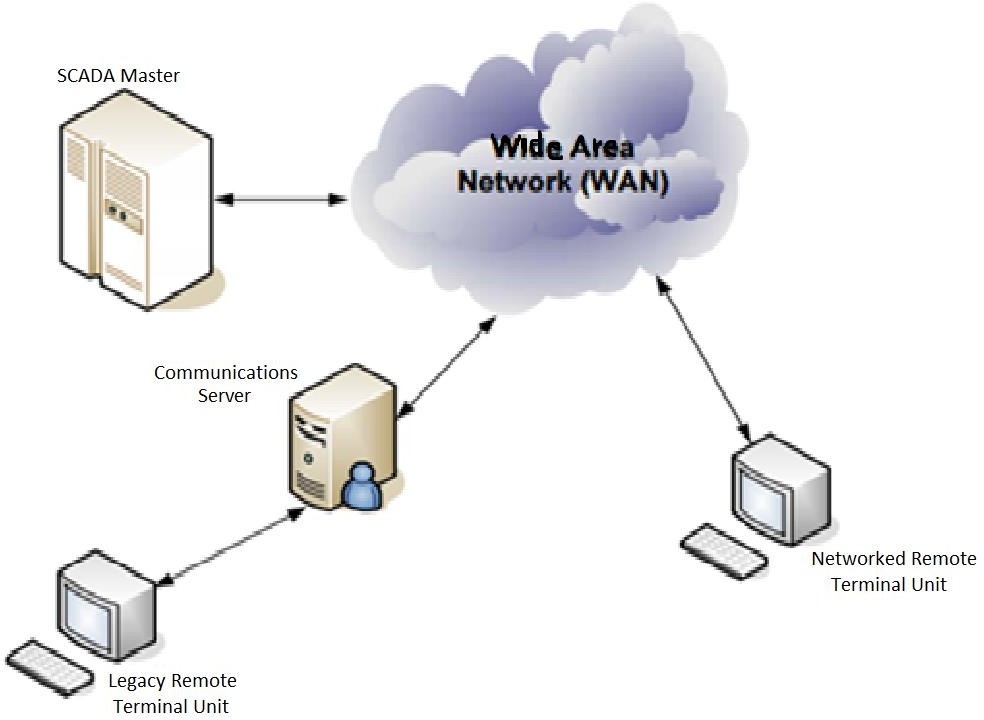 SCADA Master
Wide Area
Network (WAN)
Communications
Server
Networked Remote
Terminal Unit
Legacy Remote
Terminal Unit